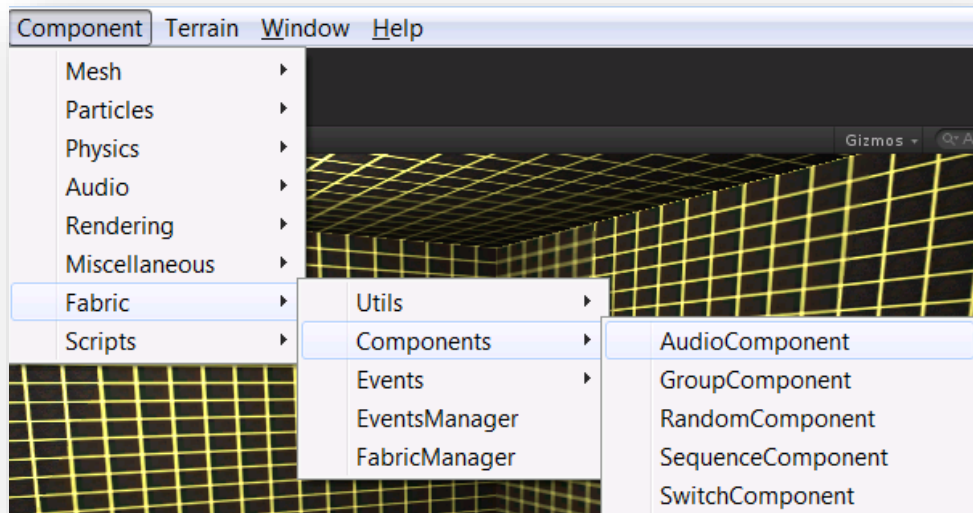 Component Terrain Window Help
Mesh
Particles
Physics
Gizmos
Audio
Rendering
Miscellaneous
Fabric
Scripts
Utils
Components
Events
EventsManager
FabricManager
AudioComponent
GroupComponent
RandomComponent
SequenceComponent
SwitchComponent